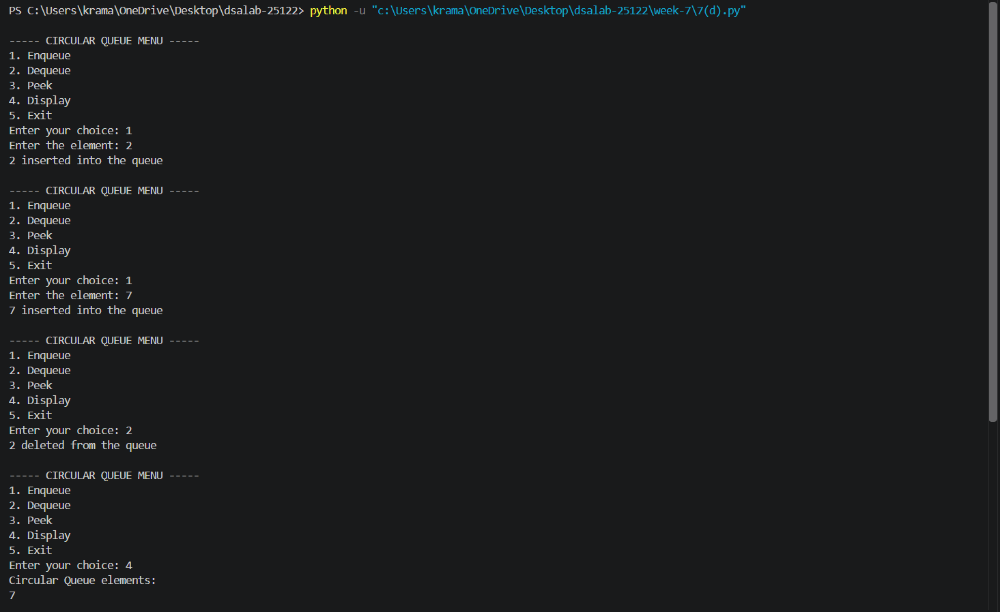 PS C:\Users\krama\OneDrive\Desktop\dsalab-25122> python -u "c:\Users\krama\OneDrive\Desktop\dsalab-25122\week-7\7(d).py"

----- CIRCULAR QUEUE MENU -----
1. Enqueue
2. Dequeue
3. Peek
4. Display
5. Exit
Enter your choice: 1
Enter the element: 2
2 inserted into the queue

----- CIRCULAR QUEUE MENU -----
1. Enqueue
2. Dequeue
3. Peek
4. Display
5. Exit
Enter your choice: 1
Enter the element: 7
7 inserted into the queue

----- CIRCULAR QUEUE MENU -----
1. Enqueue
2. Dequeue
3. Peek
4. Display
5. Exit
Enter your choice: 2
2 deleted from the queue

----- CIRCULAR QUEUE MENU -----
1. Enqueue
2. Dequeue
3. Peek
4. Display
5. Exit
Enter your choice: 4
Circular Queue elements:
7